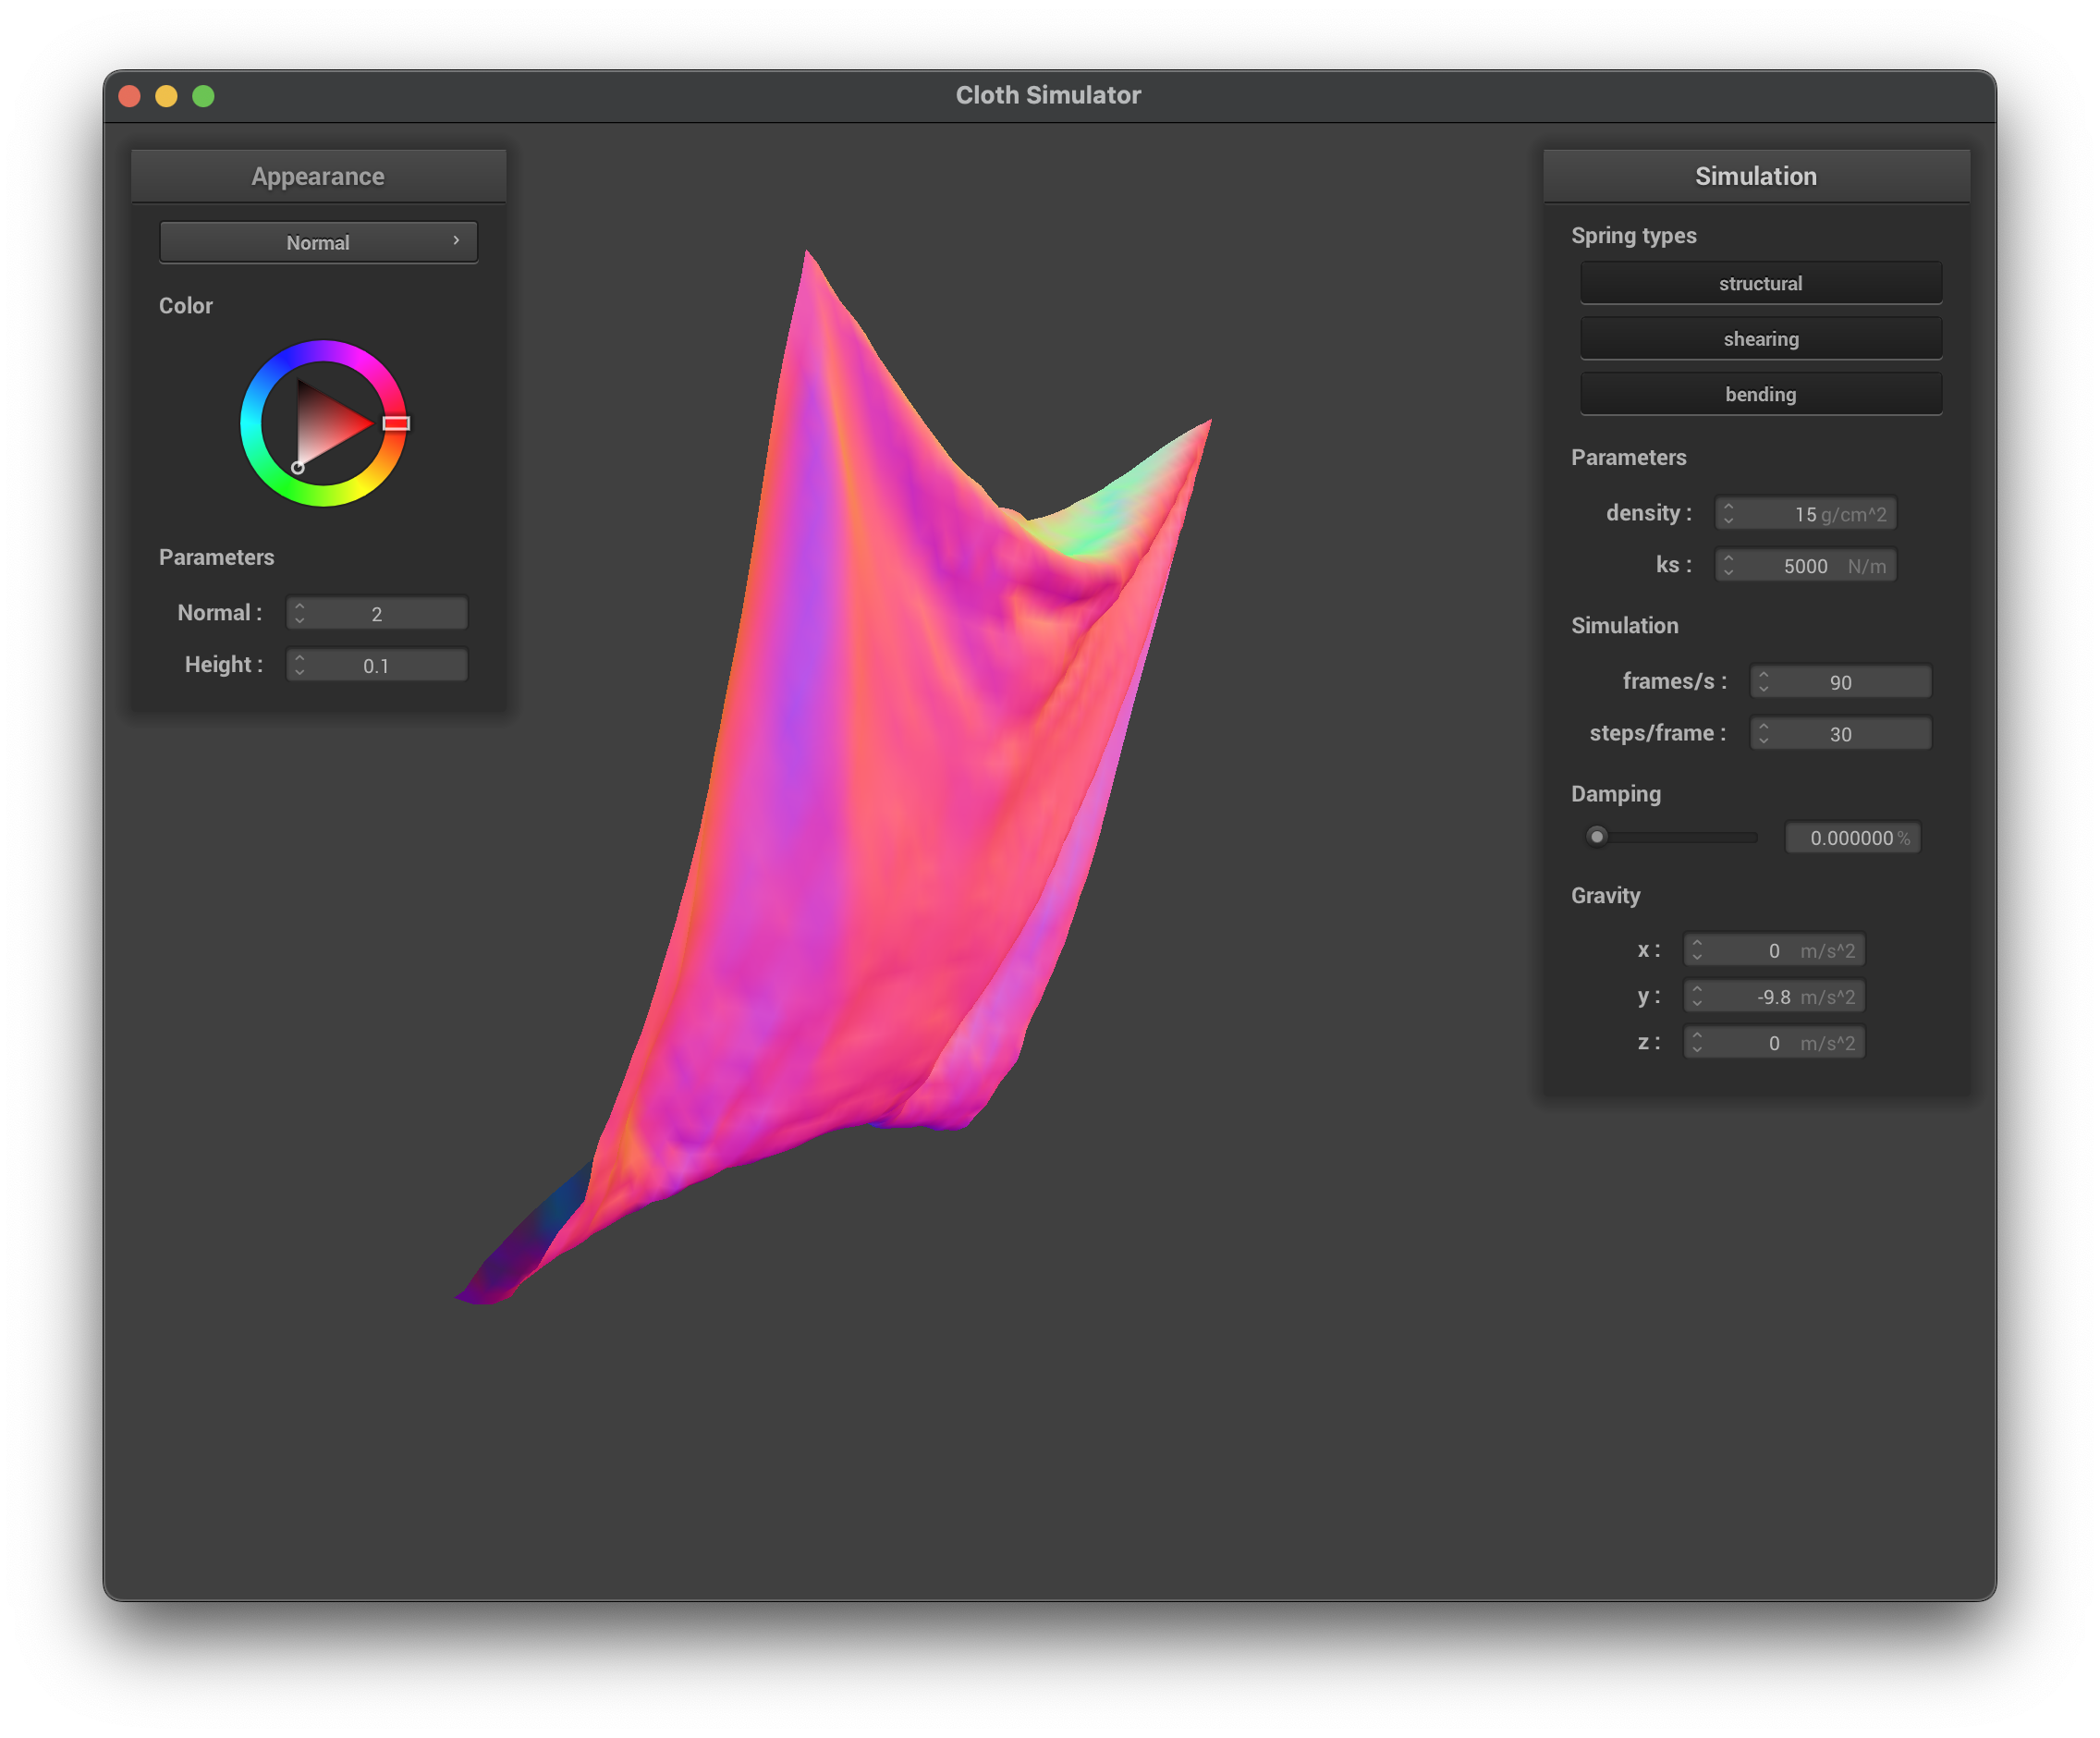 Cloth Simulator
Appearance
Normal
Color
Parameters
Normal : 2
Height : 0.1
Simulation
Spring types
structural
shearing
bending
Parameters
density : 15 g/cm^2
ks : 5000 N/m
Simulation
frames/s : 90
steps/frame : 30
Damping
0.000000 %
Gravity
x : 0 m/s^2
y : -9.8 m/s^2
z : 0 m/s^2